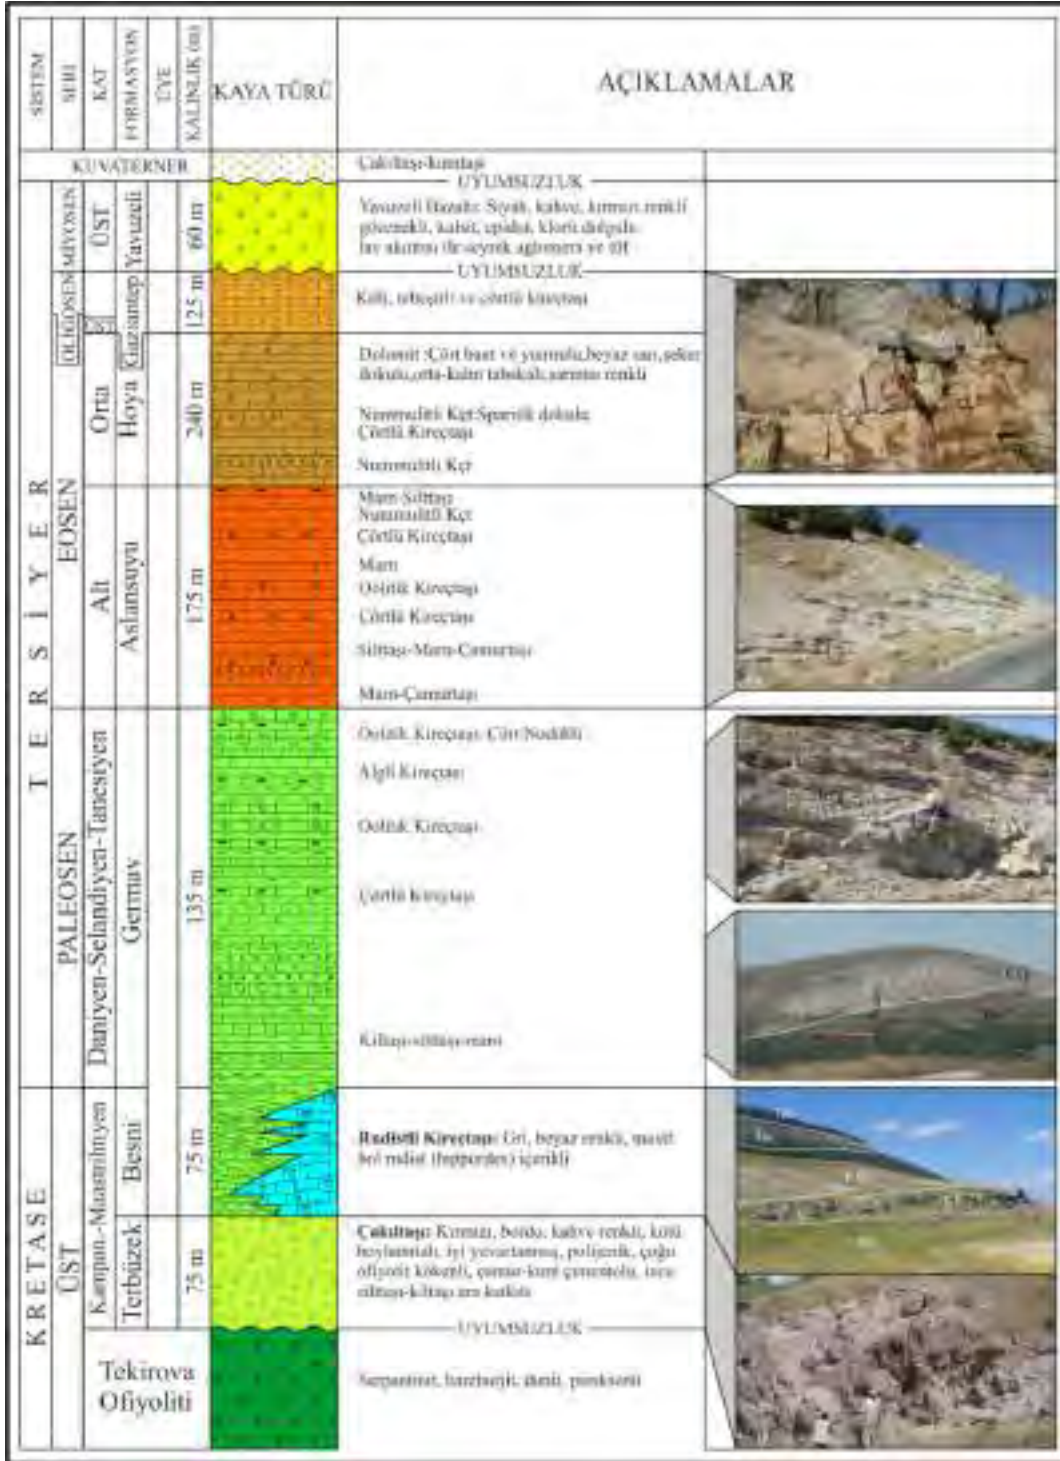 SİSTEM
SERİ
KAT
FORMASYON
ÜYE
KALINLIK (m)
KAYA TÜRÜ
AÇIKLAMALAR
KUVATERNER
Çakıltaşı-kumtaşı
UYUMSUZLUK
TERSİYER
MİYOSEN
ÜST
Yavuzeli
60 m
Yavuzeli Bazaltı: Siyah, kahve, kırmızı renkli
gözenekli, kalsit, epidot, klorit dolgulu
lav akıntısı ile seyrek aglomera ve tüf
UYUMSUZLUK
OLİGOSEN
ÜST
Gaziantep
125 m
Killi, tebeşirli ve çörtlü kireçtaşı
EOSEN
Orta
Hoya
240 m
Dolomit :Çört bant ve yumrulu,beyaz sarı,şeker
dokulu,orta-kalın tabakalı,sarımsı renkli
Nummulitli Kçt:Sparitik dokulu
Çörtlü Kireçtaşı
Nummulitli Kçt
Alt
Aslansuyu
175 m
Marn-Silttaşı
Nummulitli Kçt
Çörtlü Kireçtaşı
Marn
Oolitik Kireçtaşı
Çörtlü Kireçtaşı
Silttaşı-Marn-Çamurtaşı
Marn-Çamurtaşı
PALEOSEN
Daniyen-Selandiyen-Tanesiyen
Germav
135 m
Oolitik Kireçtaşı: Çört Nodüllü
Algli Kireçtaşı
Oolitik Kireçtaşı
Çörtlü Kireçtaşı
Kiltaşı-silttaşı-marn
KRETASE
ÜST
Kampan.-Maastrihtiyen
Besni
75 m
Rudistli Kireçtaşı: Gri, beyaz renkli, masif
bol rudist (hippurites) içerikli
Terbüzek
75 m
Çakıltaşı: Kırmızı, bordo, kahve renkli, kötü
boylanmalı, iyi yuvarlanmış, polijenik, çoğu
ofiyolit kökenli, çamur-kum çimentolu, ince
silttaşı-kiltaşı ara katkılı
UYUMSUZLUK
Tekirova
Ofiyoliti
Serpantinit, harzburjit, dunit, piroksenit